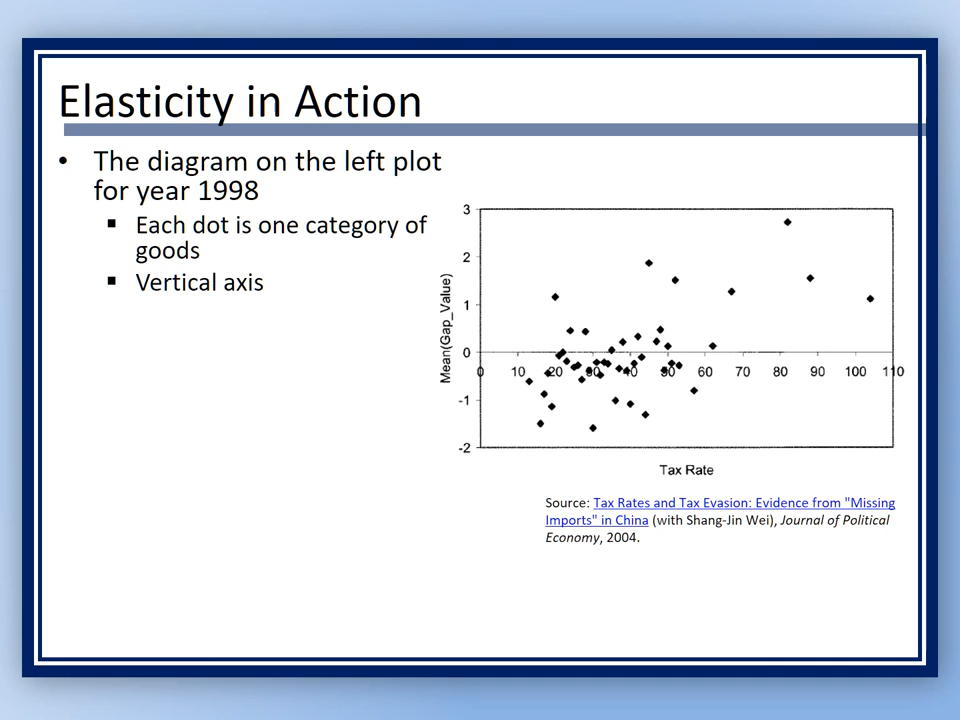 Elasticity in Action
• The diagram on the left plot
for year 1998
▪ Each dot is one category of
goods
▪ Vertical axis
3
2
1
0
-1
-2
Mean(Gap_Value)
0 10 20 30 40 50 60 70 80 90 100 110
Tax Rate
Source: Tax Rates and Tax Evasion: Evidence from "Missing
Imports" in China (with Shang-Jin Wei), Journal of Political
Economy, 2004.